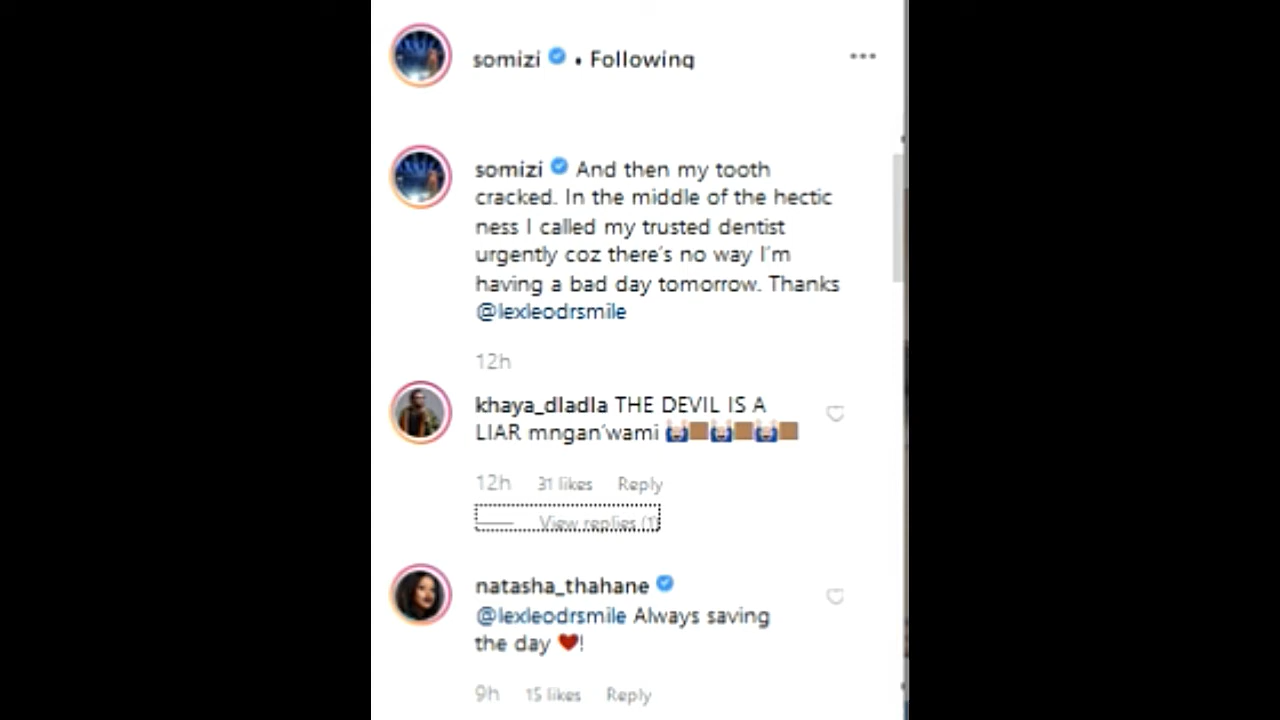 somizi • Following
somizi And then my tooth
cracked. In the middle of the hectic
ness I called my trusted dentist
urgently coz there's no way I'm
having a bad day tomorrow. Thanks
@lexleodrsmile
12h
khaya_dladla THE DEVIL IS A
LIAR mngan'wami 🙌🏾🙌🏾🙌🏾
12h 31 likes Reply
View replies (1)
natasha_thahane
@lexleodrsmile Always saving
the day ❤️!
9h 15 likes Reply